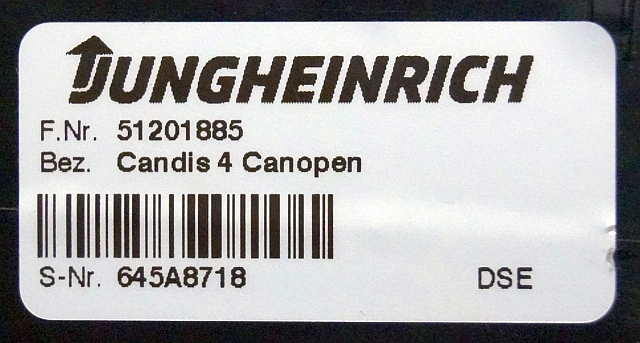 JUNGHEINRICH
F.Nr. 51201885
Bez. Candis 4 Canopen
S-Nr. 645A8718 DSE